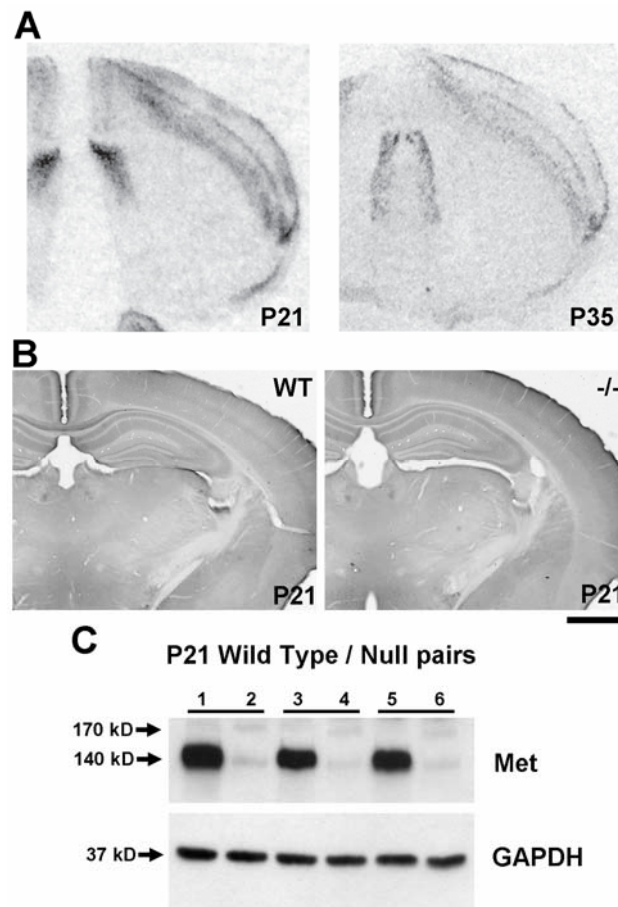 A
P21
P35
B
WT
-/-
P21
P21
C
P21 Wild Type / Null pairs
1 2 3 4 5 6
170 kD
140 kD
Met
37 kD
GAPDH